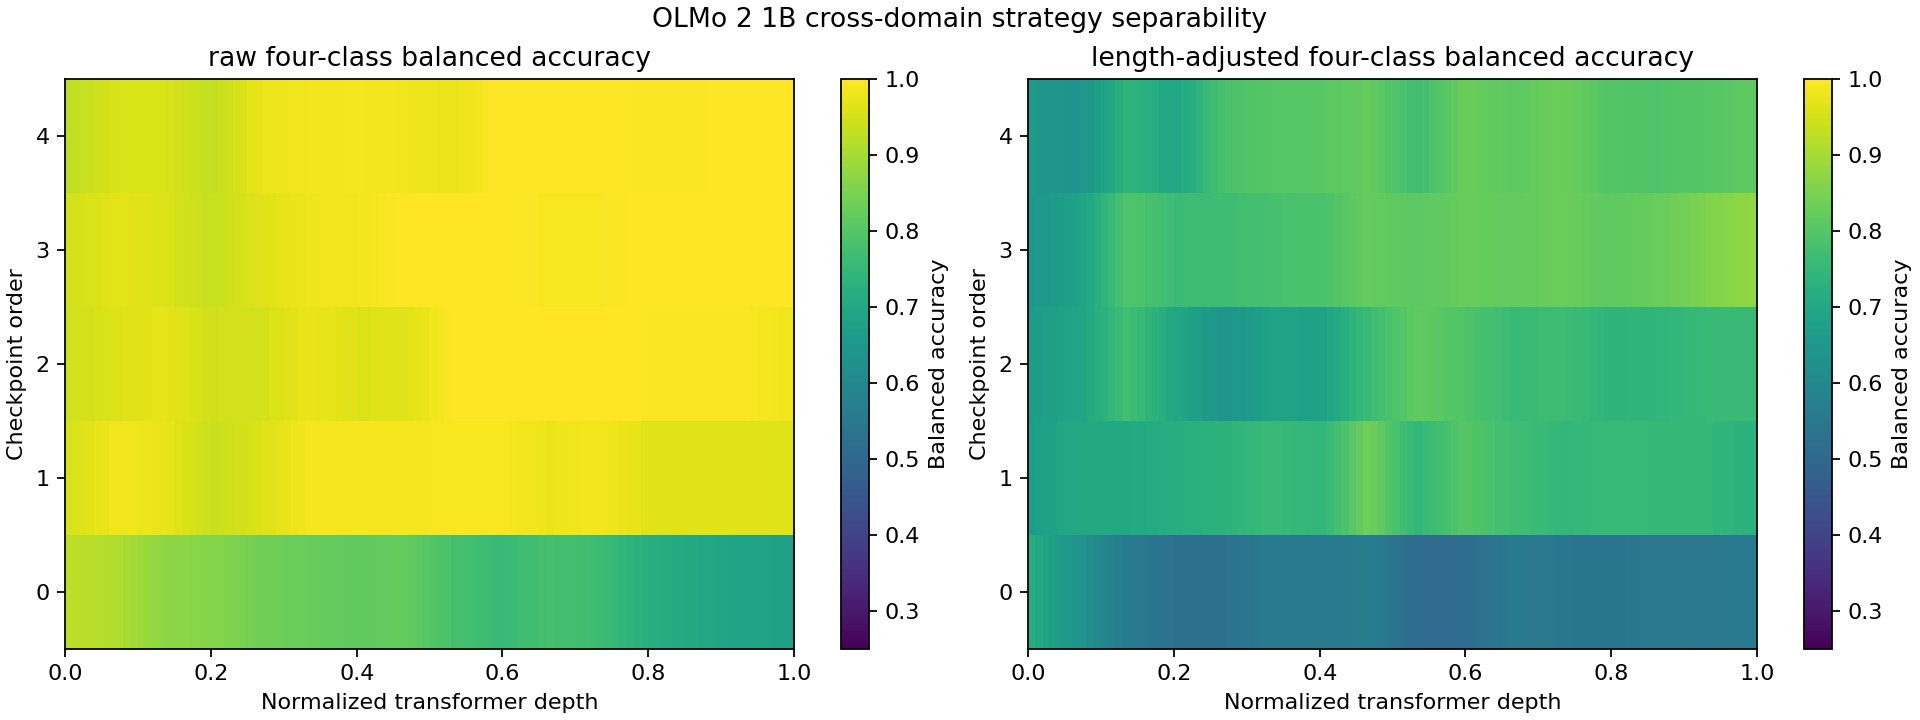 OLMo 2 1B cross-domain strategy separability
raw four-class balanced accuracy
Checkpoint order
4
3
2
1
0
0.0 0.2 0.4 0.6 0.8 1.0
Normalized transformer depth
1.0
0.9
0.8
0.7
0.6
0.5
0.4
0.3
Balanced accuracy
length-adjusted four-class balanced accuracy
Checkpoint order
4
3
2
1
0
0.0 0.2 0.4 0.6 0.8 1.0
Normalized transformer depth
1.0
0.9
0.8
0.7
0.6
0.5
0.4
0.3
Balanced accuracy